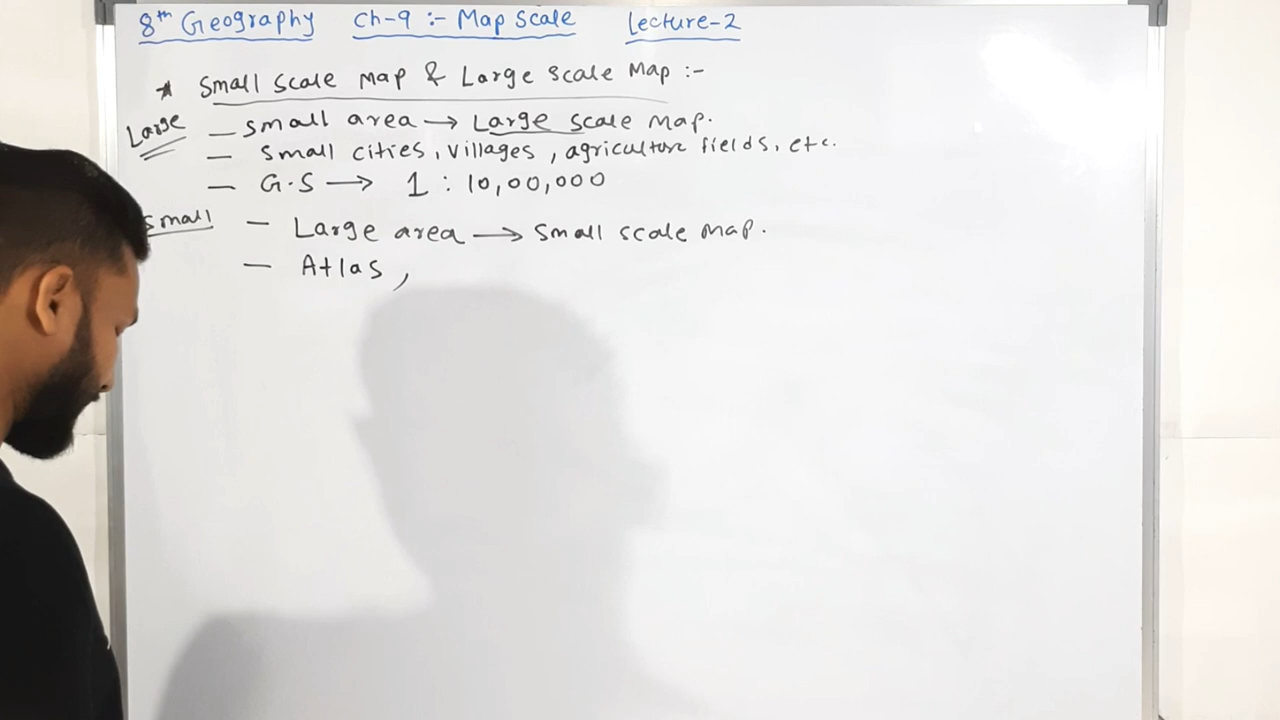 8th Geography Ch-9 :- Map Scale Lecture-2
* Small Scale Map & Large Scale Map :-
Large - Small area → Large scale Map.
- Small cities, villages, agriculture fields, etc.
- G.S → 1 : 10,00,000
Small - Large area → Small scale Map.
- Atlas,